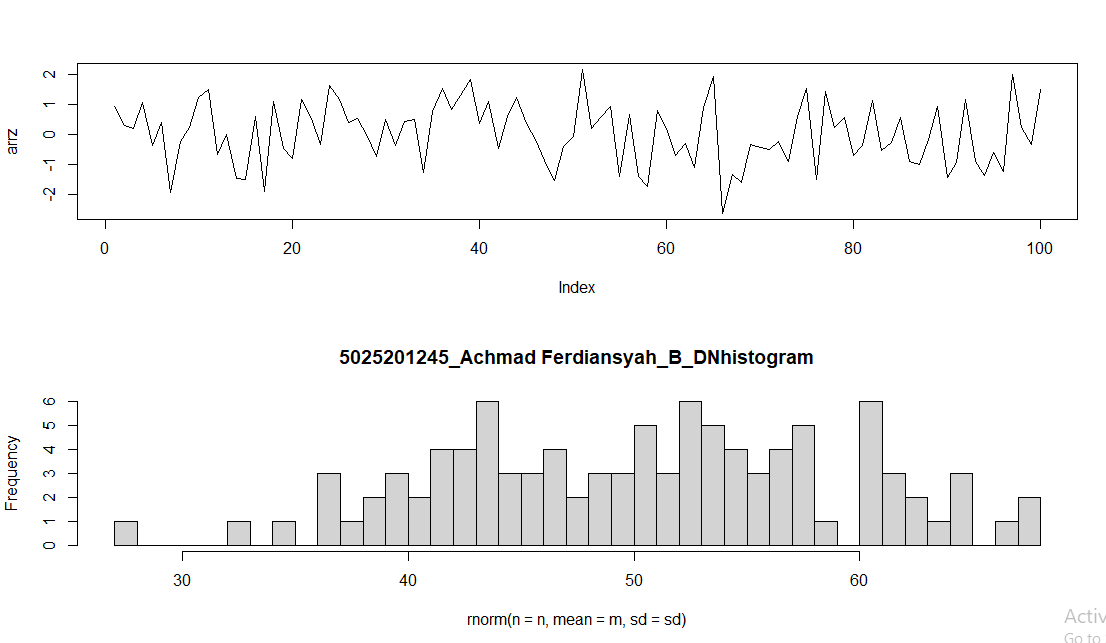 2
1
0
-1
-2
arrz
0 20 40 60 80 100
Index
5025201245_Achmad Ferdiansyah_B_DNhistogram
6
5
4
3
2
1
0
Frequency
30 40 50 60
rnorm(n = n, mean = m, sd = sd)
Activ
Go to